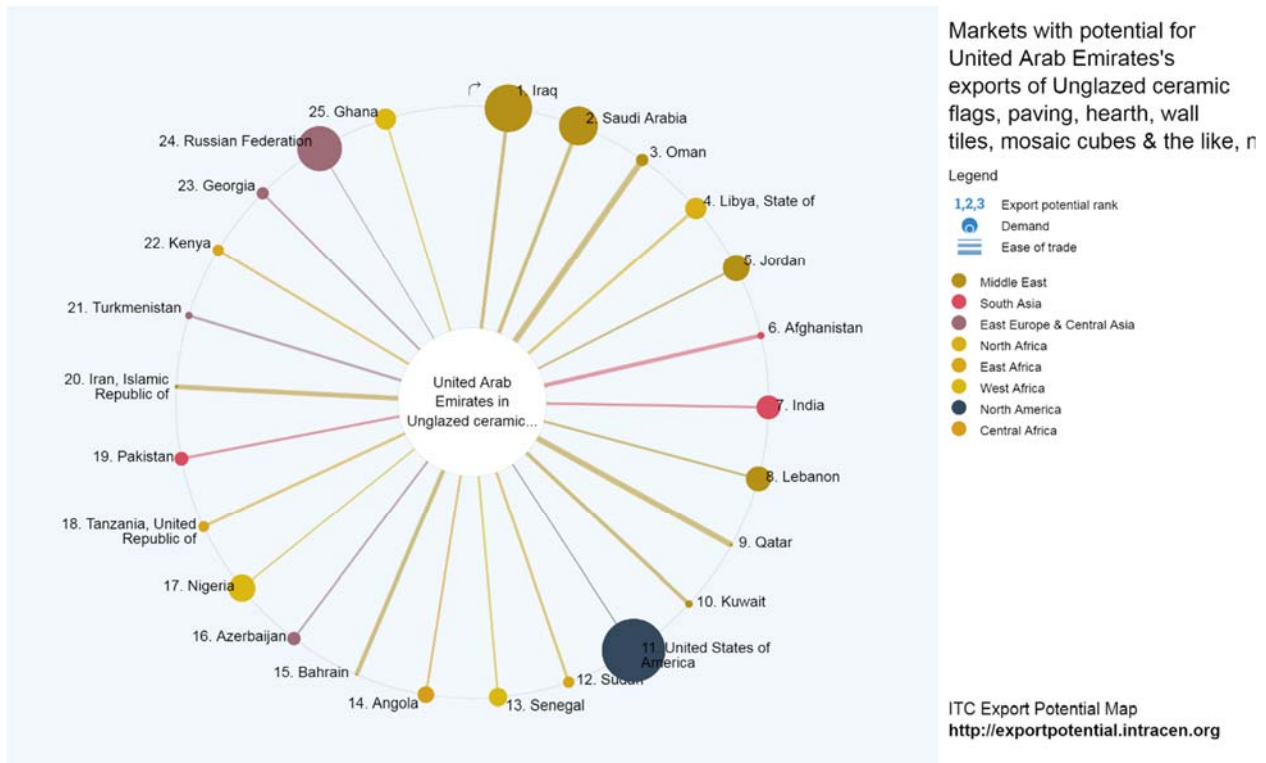 Markets with potential for
United Arab Emirates's
exports of Unglazed ceramic
flags, paving, hearth, wall
tiles, mosaic cubes & the like, n
Legend
1,2,3 Export potential rank
Demand
Ease of trade
Middle East
South Asia
East Europe & Central Asia
North Africa
East Africa
West Africa
North America
Central Africa
1. Iraq
2. Saudi Arabia
3. Oman
4. Libya, State of
5. Jordan
6. Afghanistan
7. India
8. Lebanon
9. Qatar
10. Kuwait
11. United States of
America
12. Sudan
13. Senegal
14. Angola
15. Bahrain
16. Azerbaijan
17. Nigeria
18. Tanzania, United
Republic of
19. Pakistan
20. Iran, Islamic
Republic of
21. Turkmenistan
22. Kenya
23. Georgia
24. Russian Federation
25. Ghana
United Arab
Emirates in
Unglazed ceramic...
ITC Export Potential Map
http://exportpotential.intracen.org